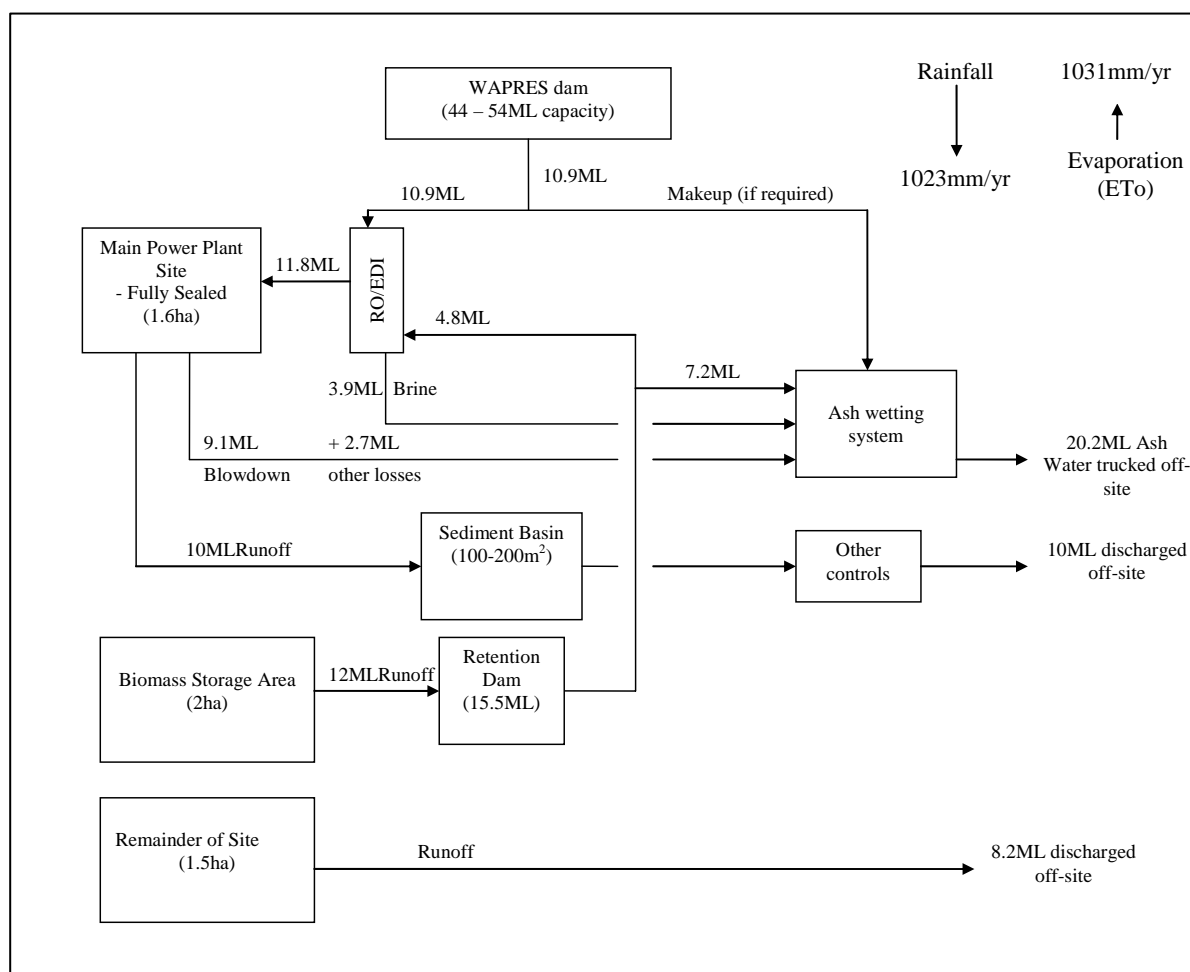 WAPRES dam
(44 – 54ML capacity)
Rainfall
1023mm/yr
1031mm/yr
Evaporation
(ETo)
10.9ML
10.9ML
Makeup (if required)
Main Power Plant
Site
- Fully Sealed
(1.6ha)
11.8ML
RO/EDI
4.8ML
3.9ML Brine
7.2ML
Ash wetting
system
9.1ML + 2.7ML
Blowdown other losses
20.2ML Ash
Water trucked off-
site
10MLRunoff
Sediment Basin
(100-200m²)
Other
controls
10ML discharged
off-site
Biomass Storage Area
(2ha)
12MLRunoff
Retention
Dam
(15.5ML)
Remainder of Site
(1.5ha)
Runoff
8.2ML discharged
off-site